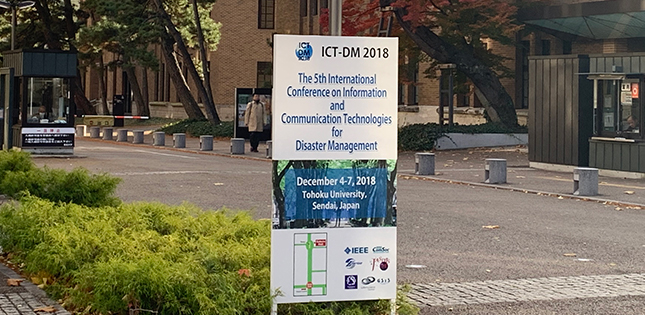 ICT-DM 2018
The 5th International
Conference on Information
and
Communication Technologies
for
Disaster Management
December 4-7, 2018
Tohoku University,
Sendai, Japan
IEEE